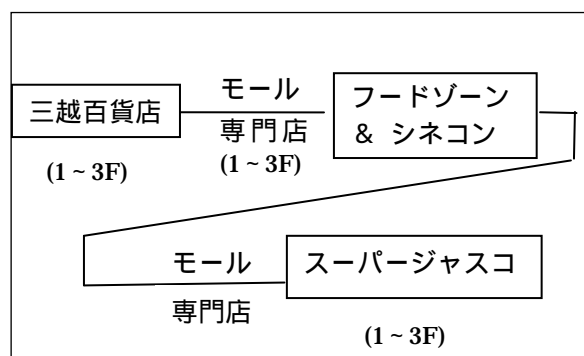 三越百貨店
(1 ~ 3F)
モール
専門店
(1 ~ 3F)
フードゾーン
& シネコン
モール
専門店
スーパージャスコ
(1 ~ 3F)